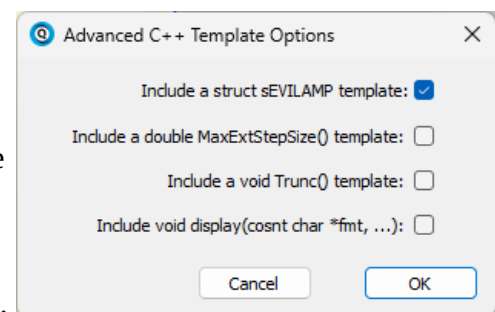 Advanced C++ Template Options
Include a struct sEVILAMP template:
Include a double MaxExtStepSize() template:
Include a void Trunc() template:
Include void display(cosnt char *fmt, ...):
Cancel OK